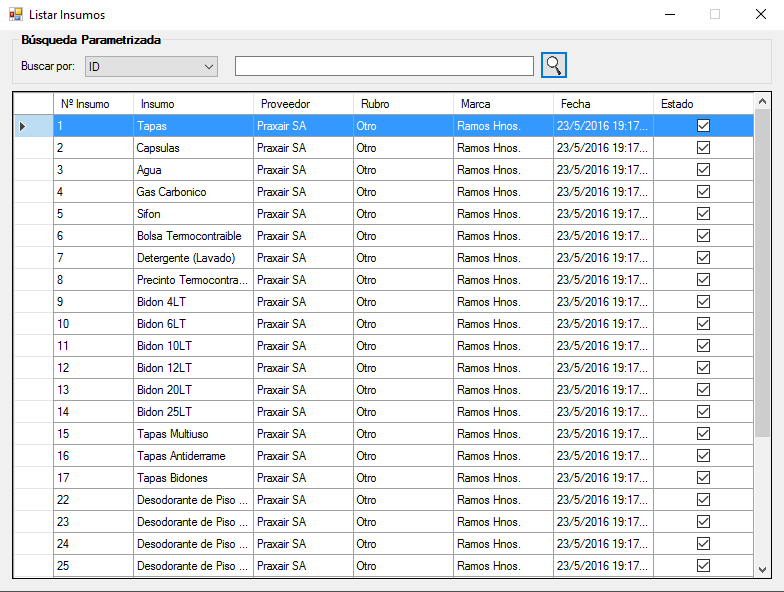 Listar Insumos
Búsqueda Parametrizada
Buscar por: ID
Nº Insumo Insumo Proveedor Rubro Marca Fecha Estado
1 Tapas Praxair SA Otro Ramos Hnos. 23/5/2016 19:17...
2 Capsulas Praxair SA Otro Ramos Hnos. 23/5/2016 19:17...
3 Agua Praxair SA Otro Ramos Hnos. 23/5/2016 19:17...
4 Gas Carbonico Praxair SA Otro Ramos Hnos. 23/5/2016 19:17...
5 Sifon Praxair SA Otro Ramos Hnos. 23/5/2016 19:17...
6 Bolsa Termocontraible Praxair SA Otro Ramos Hnos. 23/5/2016 19:17...
7 Detergente (Lavado) Praxair SA Otro Ramos Hnos. 23/5/2016 19:17...
8 Precinto Termocontra... Praxair SA Otro Ramos Hnos. 23/5/2016 19:17...
9 Bidon 4LT Praxair SA Otro Ramos Hnos. 23/5/2016 19:17...
10 Bidon 6LT Praxair SA Otro Ramos Hnos. 23/5/2016 19:17...
11 Bidon 10LT Praxair SA Otro Ramos Hnos. 23/5/2016 19:17...
12 Bidon 12LT Praxair SA Otro Ramos Hnos. 23/5/2016 19:17...
13 Bidon 20LT Praxair SA Otro Ramos Hnos. 23/5/2016 19:17...
14 Bidon 25LT Praxair SA Otro Ramos Hnos. 23/5/2016 19:17...
15 Tapas Multiuso Praxair SA Otro Ramos Hnos. 23/5/2016 19:17...
16 Tapas Antiderrame Praxair SA Otro Ramos Hnos. 23/5/2016 19:17...
17 Tapas Bidones Praxair SA Otro Ramos Hnos. 23/5/2016 19:17...
22 Desodorante de Piso ... Praxair SA Otro Ramos Hnos. 23/5/2016 19:17...
23 Desodorante de Piso ... Praxair SA Otro Ramos Hnos. 23/5/2016 19:17...
24 Desodorante de Piso ... Praxair SA Otro Ramos Hnos. 23/5/2016 19:17...
25 Desodorante de Piso ... Praxair SA Otro Ramos Hnos. 23/5/2016 19:17...